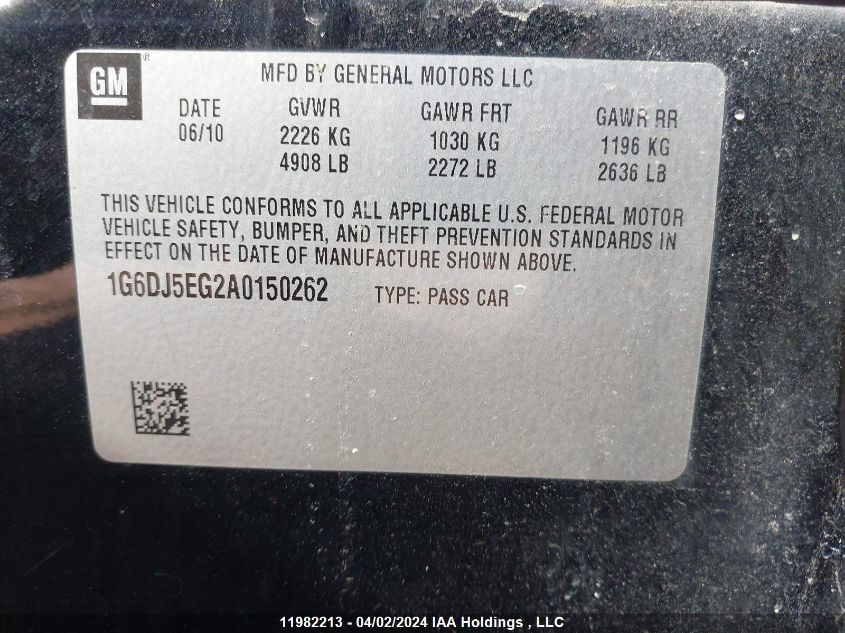 GM®
MFD BY GENERAL MOTORS LLC
DATE GVWR GAWR FRT GAWR RR
06/10 2226 KG 1030 KG 1196 KG
4908 LB 2272 LB 2636 LB
THIS VEHICLE CONFORMS TO ALL APPLICABLE U.S. FEDERAL MOTOR
VEHICLE SAFETY, BUMPER, AND THEFT PREVENTION STANDARDS IN
EFFECT ON THE DATE OF MANUFACTURE SHOWN ABOVE.
1G6DJ5EG2A0150262 TYPE: PASS CAR
11982213 - 04/02/2024 IAA Holdings , LLC